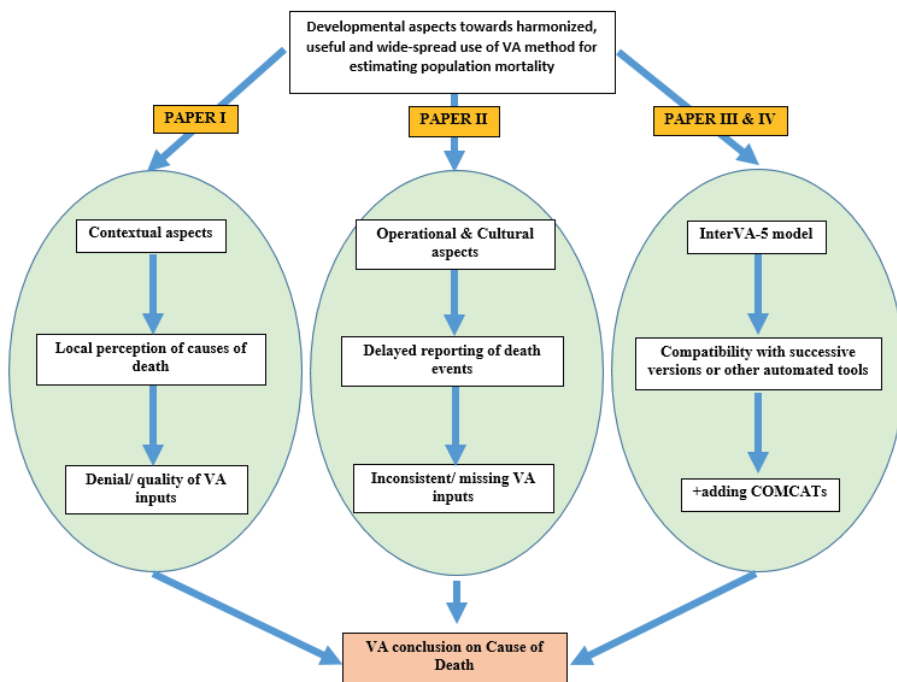 Developmental aspects towards harmonized,
useful and wide-spread use of VA method for
estimating population mortality
PAPER I
PAPER II
PAPER III & IV
Contextual aspects
Local perception of causes of
death
Denial/ quality of VA
inputs
Operational & Cultural
aspects
Delayed reporting of death
events
Inconsistent/ missing VA
inputs
InterVA-5 model
Compatibility with successive
versions or other automated tools
+adding COMCATs
VA conclusion on Cause of
Death